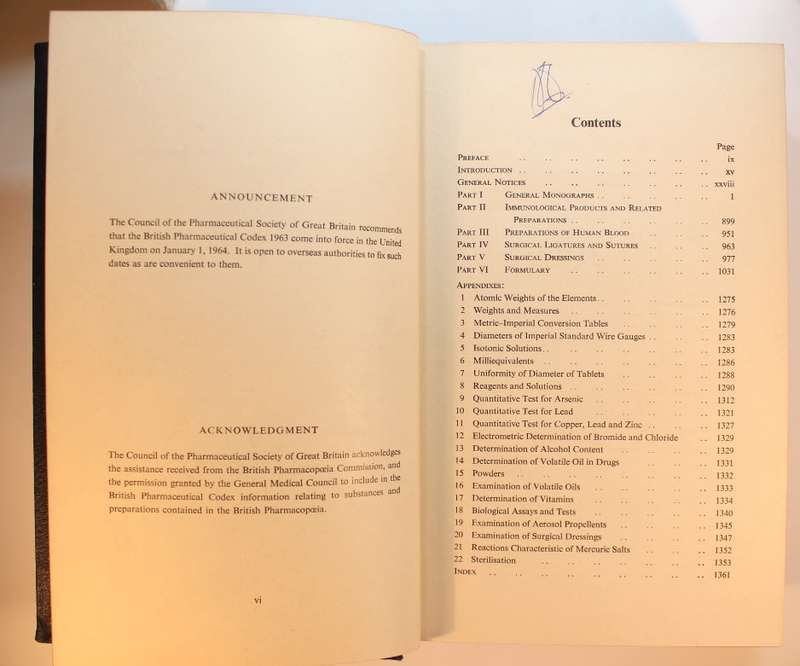 ANNOUNCEMENT
The Council of the Pharmaceutical Society of Great Britain recommends
that the British Pharmaceutical Codex 1963 come into force in the United
Kingdom on January 1, 1964. It is open to overseas authorities to fix such
dates as are convenient to them.
ACKNOWLEDGMENT
The Council of the Pharmaceutical Society of Great Britain acknowledges
the assistance received from the British Pharmacopœia Commission, and
the permission granted by the General Medical Council to include in the
British Pharmaceutical Codex information relating to substances and
preparations contained in the British Pharmacopœia.
vi
Contents
Page
PREFACE .. .. .. .. .. .. .. .. ix
INTRODUCTION .. .. .. .. .. .. .. .. xv
GENERAL NOTICES .. .. .. .. .. .. .. xxviii
PART I GENERAL MONOGRAPHS .. .. .. .. .. 1
PART II IMMUNOLOGICAL PRODUCTS AND RELATED
PREPARATIONS .. .. .. .. .. .. 899
PART III PREPARATIONS OF HUMAN BLOOD .. .. .. 951
PART IV SURGICAL LIGATURES AND SUTURES .. .. .. 963
PART V SURGICAL DRESSINGS .. .. .. .. .. 977
PART VI FORMULARY .. .. .. .. .. .. 1031
APPENDIXES:
1 Atomic Weights of the Elements .. .. .. .. .. 1275
2 Weights and Measures .. .. .. .. .. .. 1276
3 Metric–Imperial Conversion Tables .. .. .. .. 1279
4 Diameters of Imperial Standard Wire Gauges .. .. .. 1283
5 Isotonic Solutions .. .. .. .. .. .. .. 1283
6 Milliequivalents .. .. .. .. .. .. .. 1286
7 Uniformity of Diameter of Tablets .. .. .. .. 1288
8 Reagents and Solutions .. .. .. .. .. .. 1290
9 Quantitative Test for Arsenic .. .. .. .. .. 1312
10 Quantitative Test for Lead .. .. .. .. .. 1321
11 Quantitative Test for Copper, Lead and Zinc .. .. .. 1327
12 Electrometric Determination of Bromide and Chloride .. 1329
13 Determination of Alcohol Content .. .. .. .. 1329
14 Determination of Volatile Oil in Drugs .. .. .. .. 1331
15 Powders .. .. .. .. .. .. .. .. 1332
16 Examination of Volatile Oils .. .. .. .. .. 1333
17 Determination of Vitamins .. .. .. .. .. 1334
18 Biological Assays and Tests .. .. .. .. .. 1340
19 Examination of Aerosol Propellents .. .. .. .. 1345
20 Examination of Surgical Dressings .. .. .. .. 1347
21 Reactions Characteristic of Mercuric Salts .. .. .. 1352
22 Sterilisation .. .. .. .. .. .. .. 1353
INDEX .. .. .. .. .. .. .. .. .. 1361